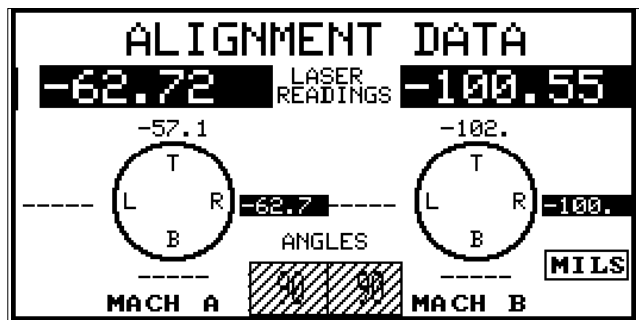 ALIGNMENT DATA
-62.72 LASER READINGS -100.55
-57.1 -102.
T T
----- L R -62.7 ----- L R -100.
B ANGLES B
----- 90 90 ----- MILS
MACH A MACH B